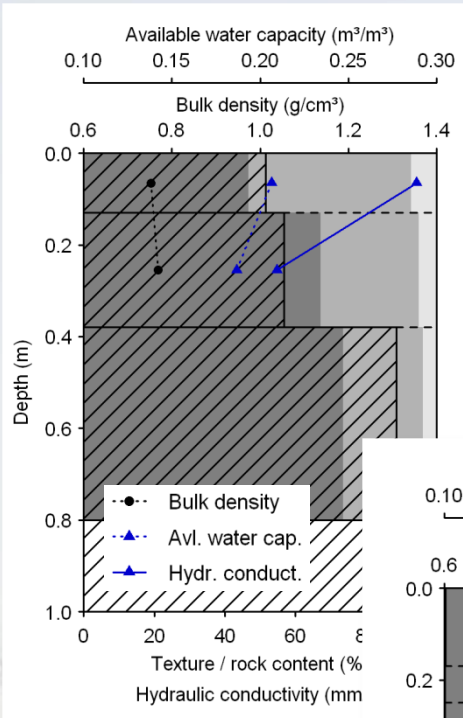 Available water capacity (m³/m³)
0.10 0.15 0.20 0.25 0.30
Bulk density (g/cm³)
0.6 0.8 1.0 1.2 1.4
0.0
0.2
0.4
0.6
0.8
1.0
Depth (m)
Bulk density
Avl. water cap.
Hydr. conduct.
0 20 40 60 8
Texture / rock content (%
Hydraulic conductivity (mm
0.10
0.6
0.0
0.2